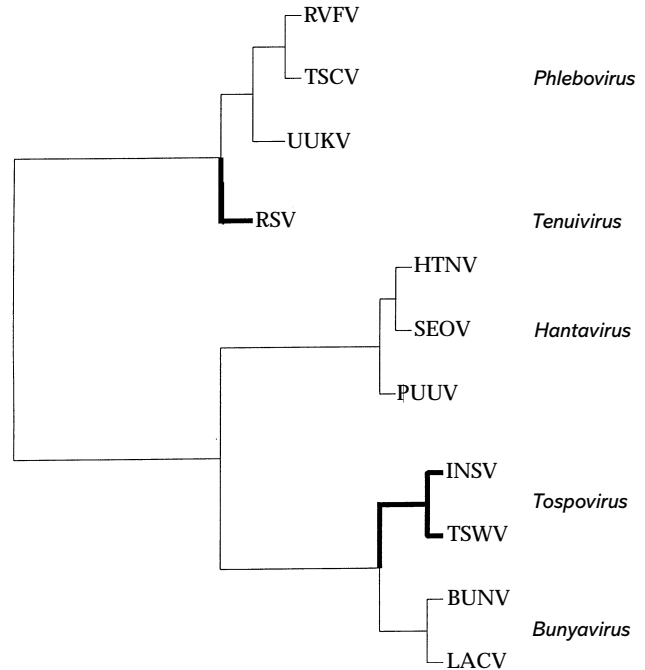 RVFV
TSCV Phlebovirus
UUKV
RSV Tenuivirus
HTNV
SEOV Hantavirus
PUUV
INSV
Tospovirus
TSWV
BUNV
Bunyavirus
LACV